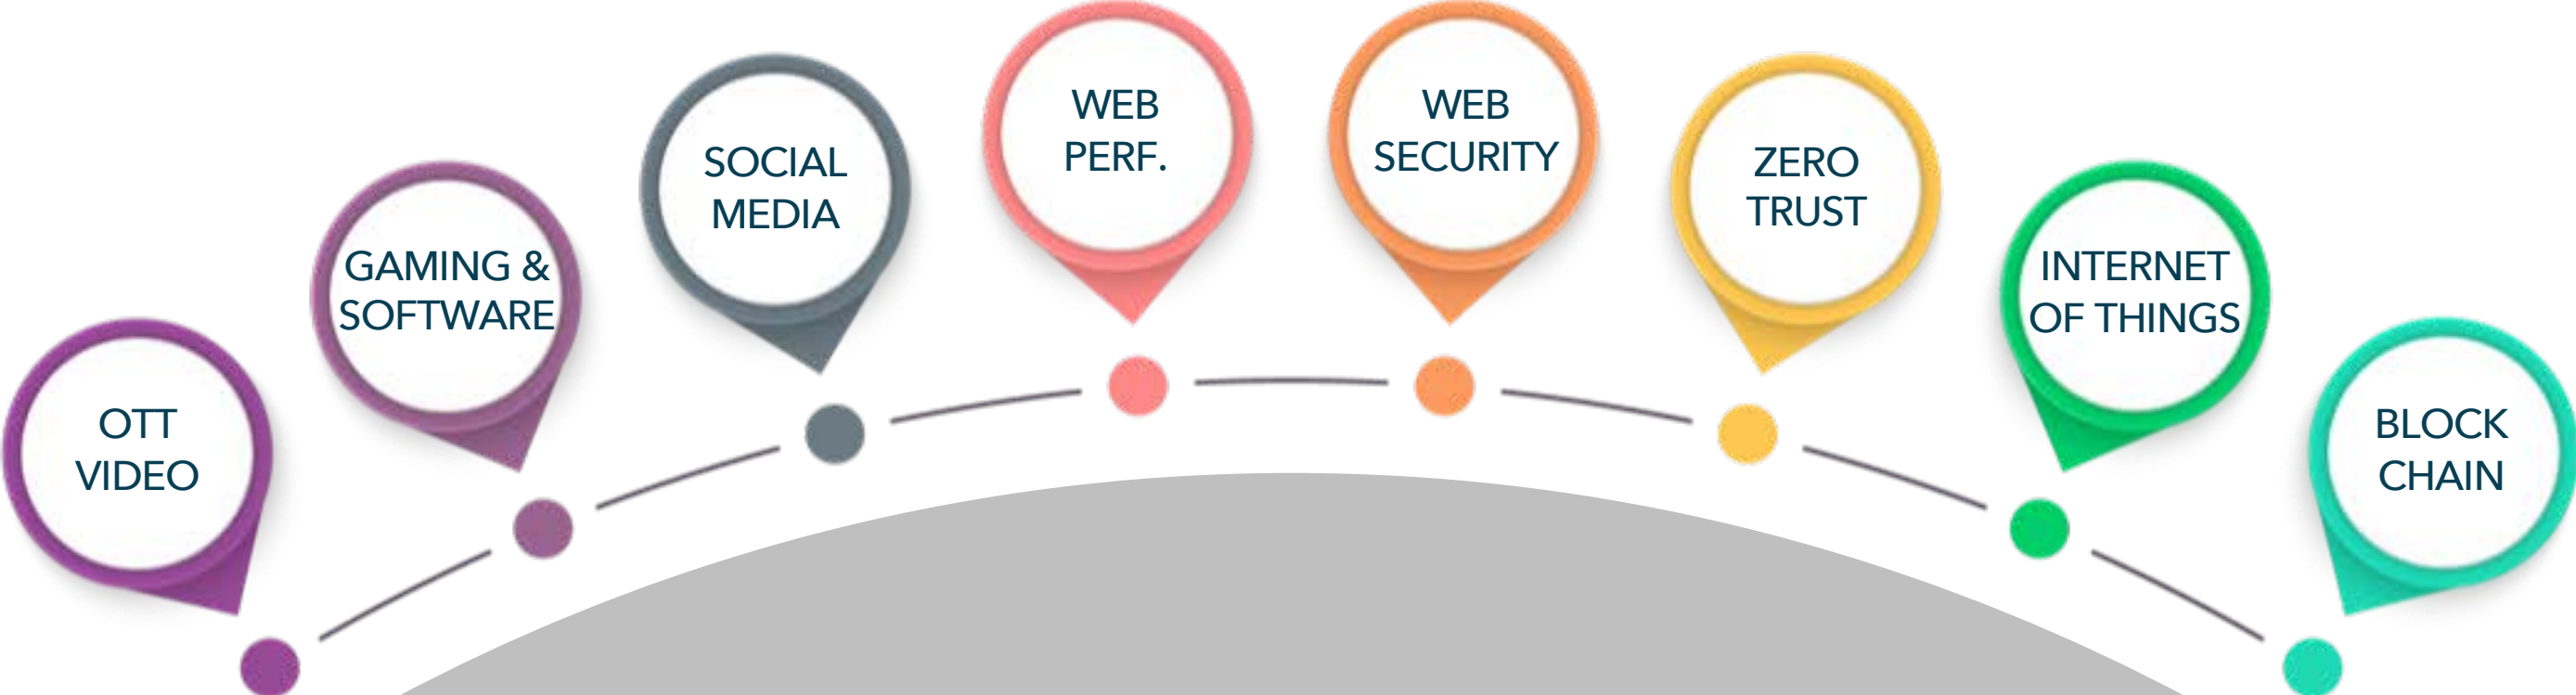 OTT
VIDEO
GAMING &
SOFTWARE
SOCIAL
MEDIA
WEB
PERF.
WEB
SECURITY
ZERO
TRUST
INTERNET
OF THINGS
BLOCK
CHAIN